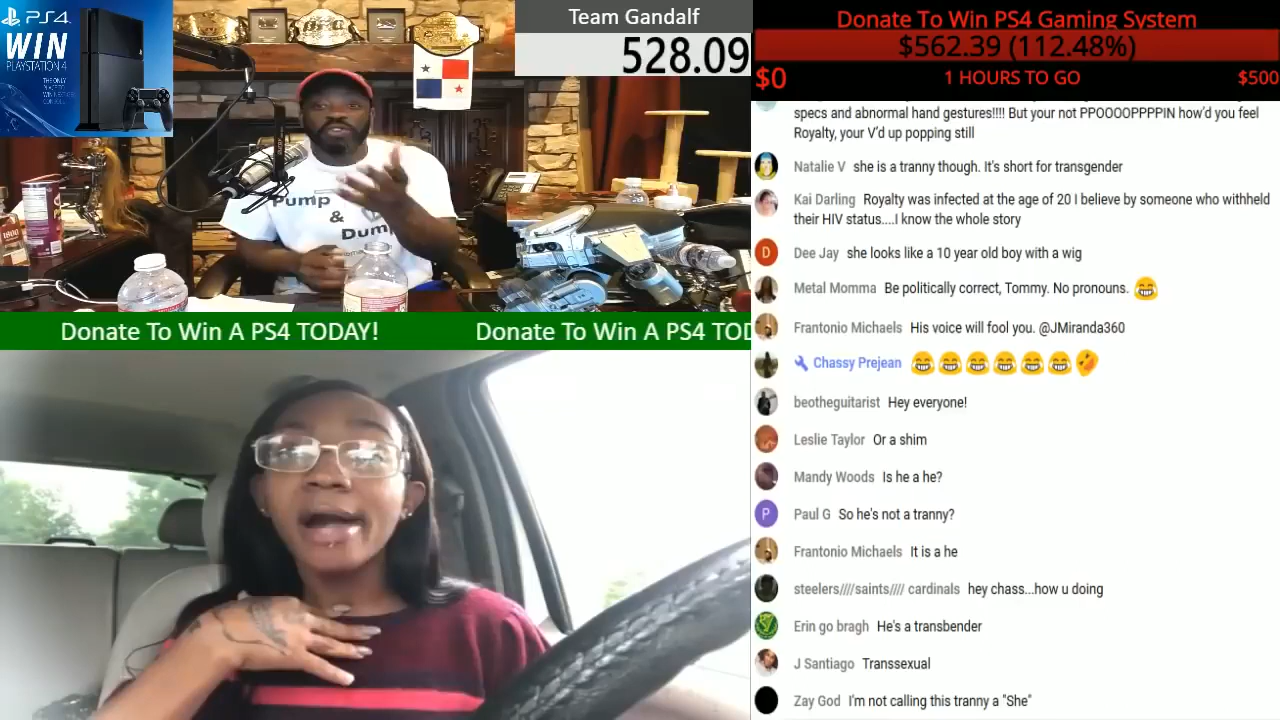 PS4
WIN
PLAYSTATION 4
THE ONLY
Team Gandalf
528.09
Pump
&
Dump
1800
Donate To Win A PS4 TODAY!
Donate To Win A PS4 TOD
Donate To Win PS4 Gaming System
$562.39 (112.48%)
$0
1 HOURS TO GO
$500
specs and abnormal hand gestures!!!! But your not PPOOOOPPPPIN how'd you feel
Royalty, your V'd up popping still
Natalie V she is a tranny though. It's short for transgender
Kai Darling Royalty was infected at the age of 20 I believe by someone who withheld
their HIV status....I know the whole story
D
Dee Jay she looks like a 10 year old boy with a wig
Metal Momma Be politically correct, Tommy. No pronouns. 😂
Frantonio Michaels His voice will fool you. @JMiranda360
Chassy Prejean 😂😂😂😂😂😂🤣
beotheguitarist Hey everyone!
Leslie Taylor Or a shim
Mandy Woods Is he a he?
P
Paul G So he's not a tranny?
Frantonio Michaels It is a he
steelers////saints//// cardinals hey chass...how u doing
Erin go bragh He's a transbender
J Santiago Transsexual
Zay God I'm not calling this tranny a "She"